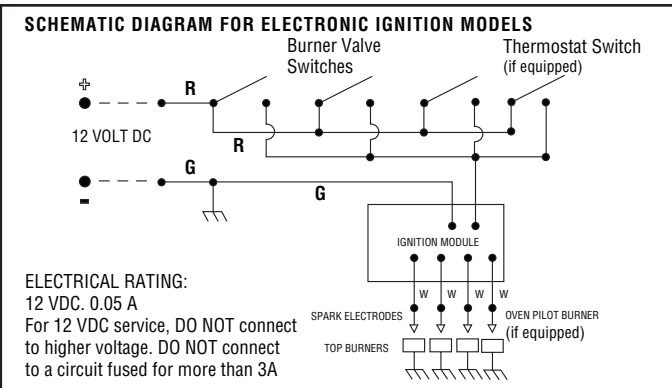 SCHEMATIC DIAGRAM FOR ELECTRONIC IGNITION MODELS
Burner Valve
Switches
Thermostat Switch
(if equipped)
+
R
12 VOLT DC
R
G
-
G
IGNITION MODULE
W W W W
SPARK ELECTRODES
OVEN PILOT BURNER
(if equipped)
TOP BURNERS
ELECTRICAL RATING:
12 VDC. 0.05 A
For 12 VDC service, DO NOT connect
to higher voltage. DO NOT connect
to a circuit fused for more than 3A